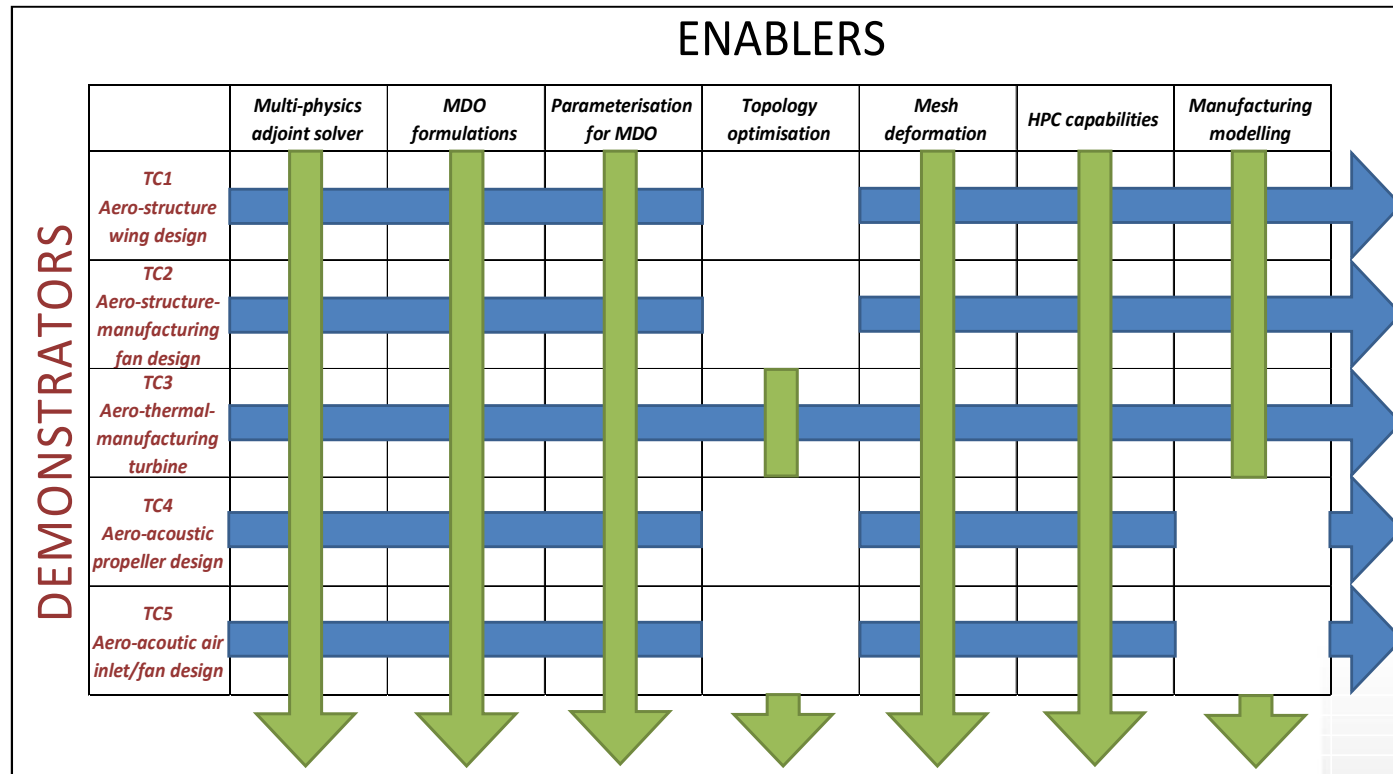 ENABLERS
Multi-physics
adjoint solver
MDO
formulations
Parameterisation
for MDO
Topology
optimisation
Mesh
deformation
HPC capabilities
Manufacturing
modelling
DEMONSTRATORS
TC1
Aero-structure
wing design
TC2
Aero-structure-
manufacturing
fan design
TC3
Aero-thermal-
manufacturing
turbine
TC4
Aero-acoustic
propeller design
TC5
Aero-acoutic air
inlet/fan design